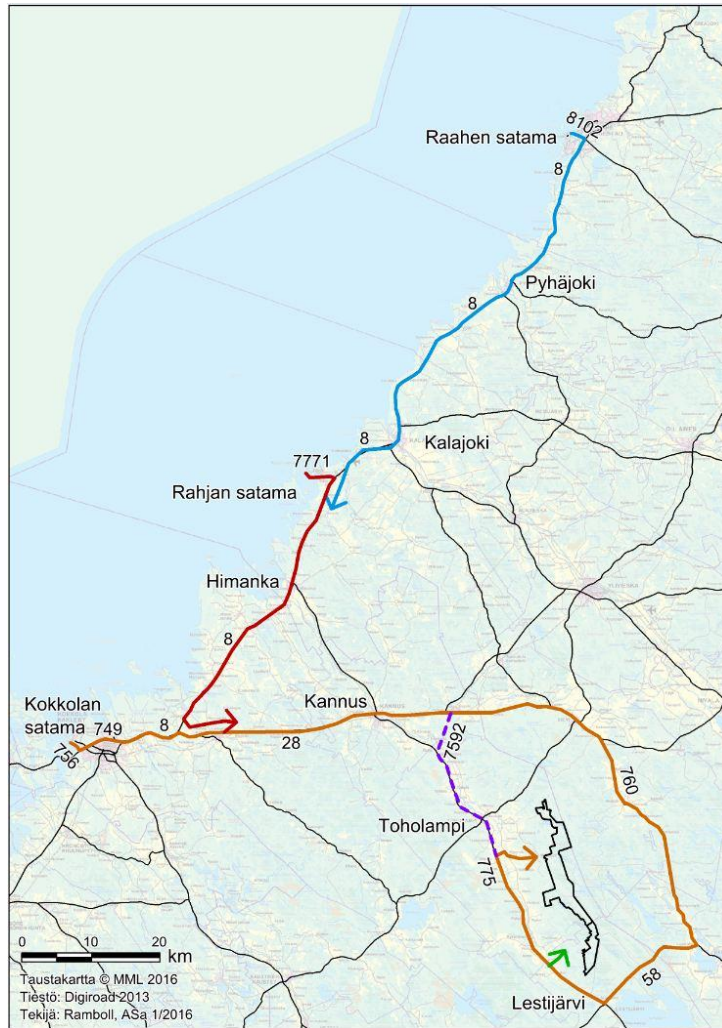 8102
Raahen satama
8
Pyhäjoki
8
8
Kalajoki
7771
Rahjan satama
Himanka
8
Kannus
Kokkolan
satama
749
8
756
28
7592
760
Toholampi
775
58
Lestijärvi
0 10 20
km
Taustakartta © MML 2016
Tiestö: Digiroad 2013
Tekijä: Ramboll, ASa 1/2016